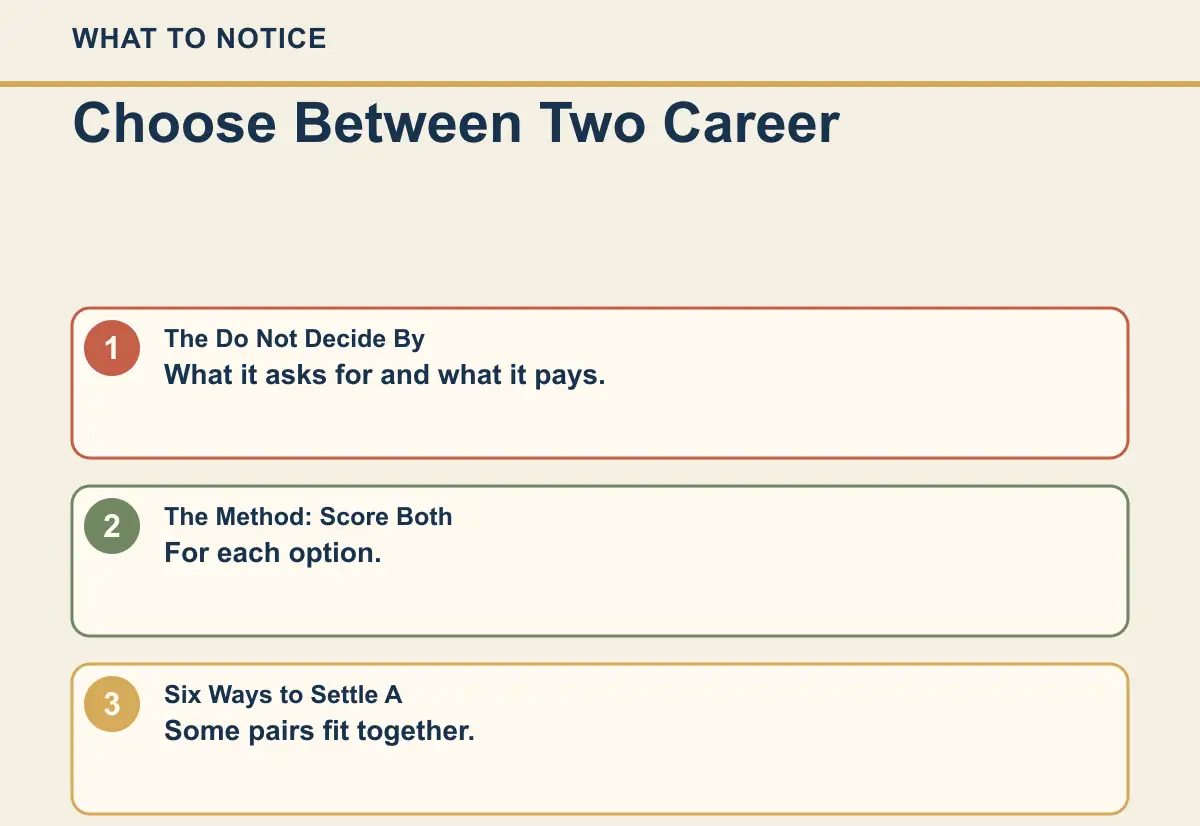 WHAT TO NOTICE
Choose Between Two Career
1
The Do Not Decide By
What it asks for and what it pays.
2
The Method: Score Both
For each option.
3
Six Ways to Settle A
Some pairs fit together.